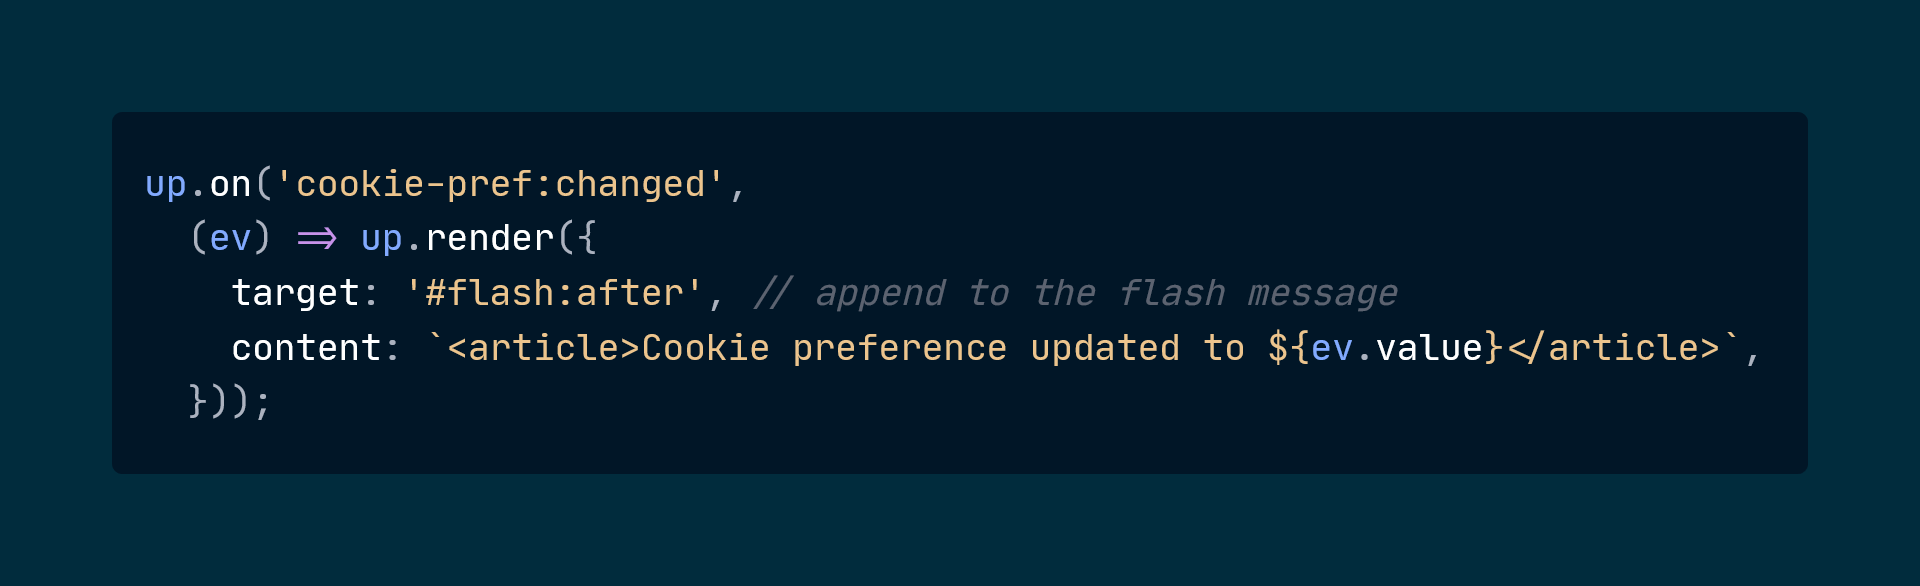 up.on('cookie-pref:changed',
  (ev) => up.render({
    target: '#flash:after', // append to the flash message
    content: `<article>Cookie preference updated to ${ev.value}</article>`,
  }));